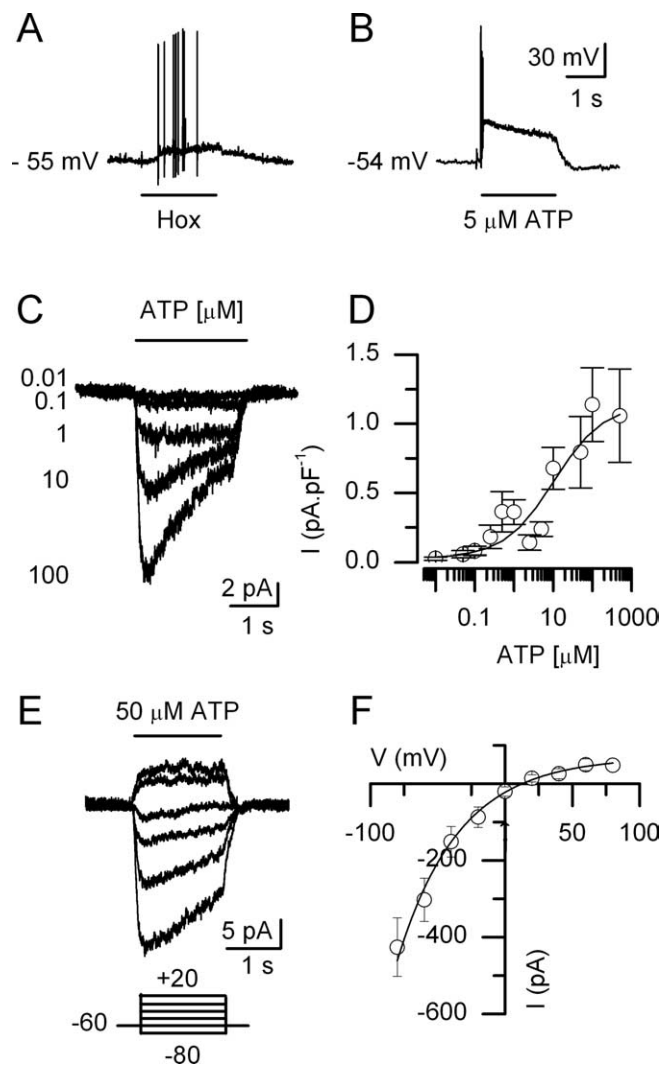 A
B
30 mV
1 s
- 55 mV
-54 mV
Hox
5 μM ATP
C
D
ATP [μM]
0.01
0.1
1
10
100
2 pA
1 s
I (pA.pF⁻¹)
1.5
1.0
0.5
0.0
0.1
10
1000
ATP [μM]
E
F
50 μM ATP
5 pA
1 s
+20
-60
-80
V (mV)
-100
50
100
-200
-400
-600
I (pA)